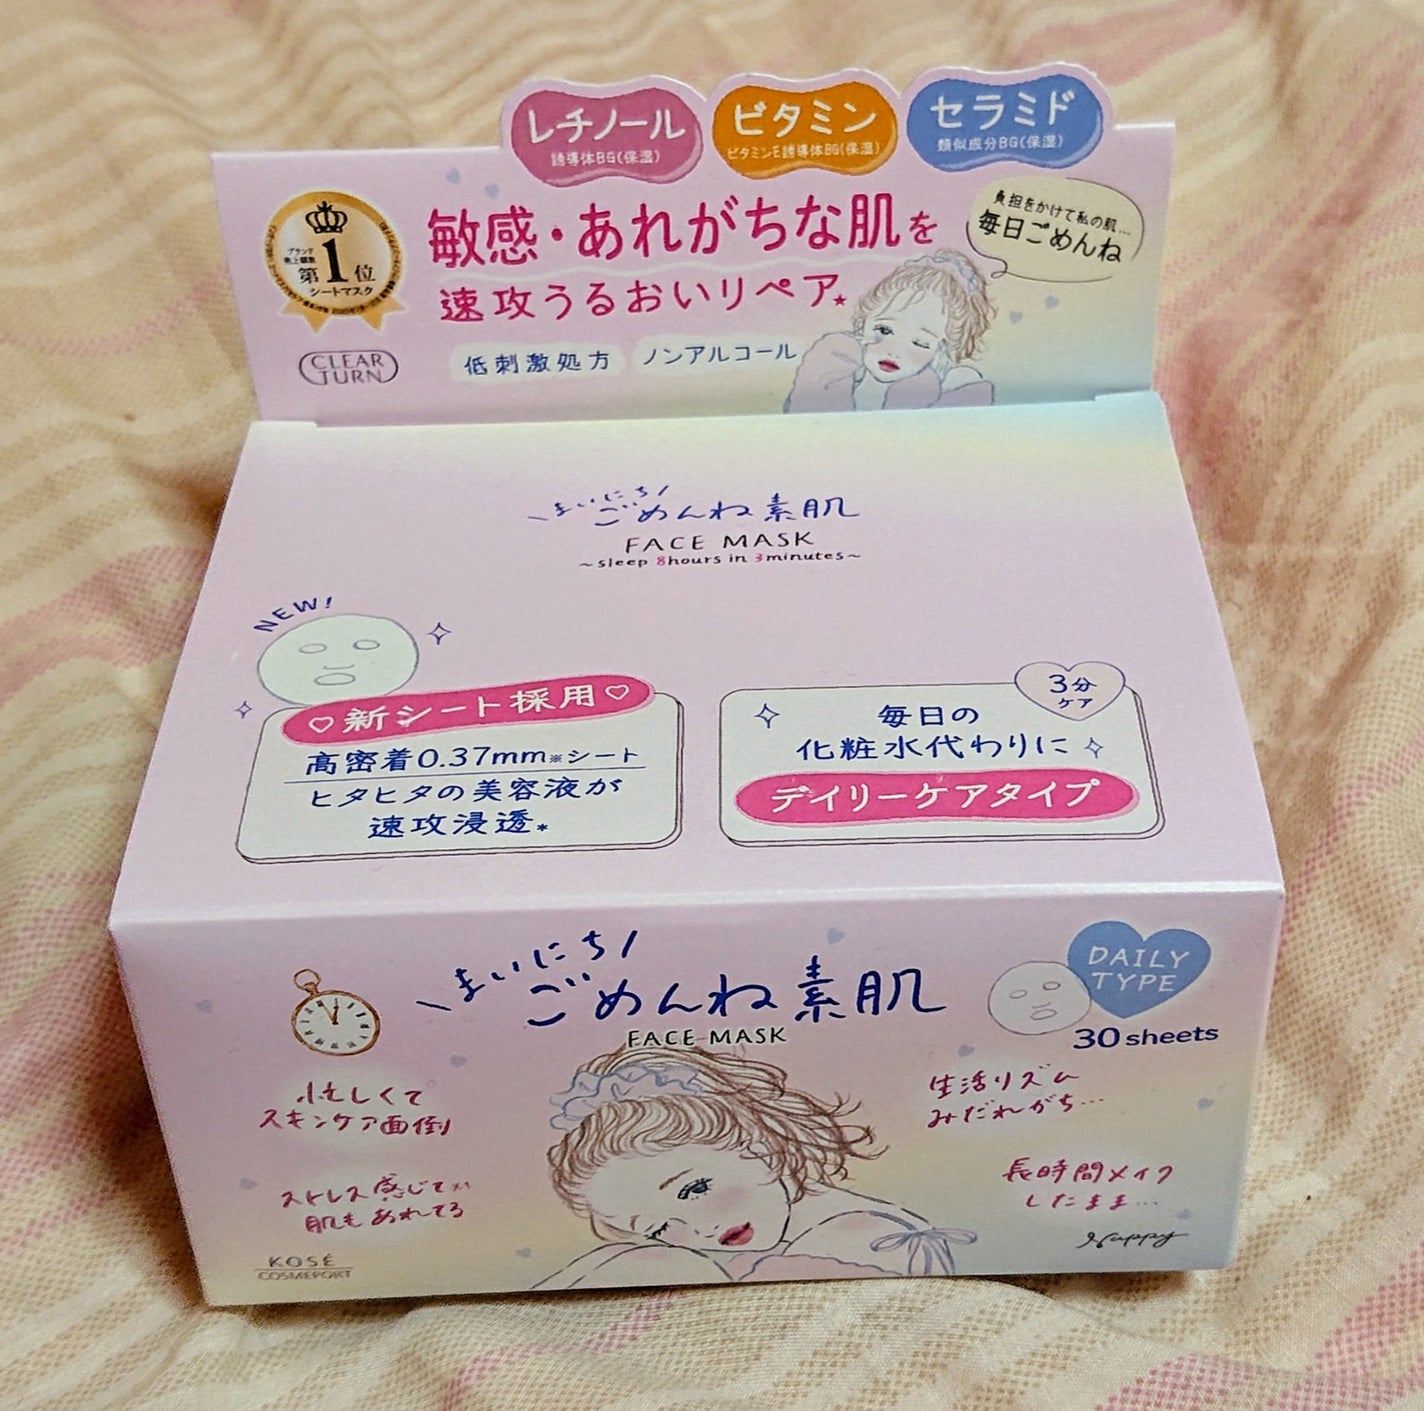 レチノール
誘導体BG(保湿)
ビタミン
ビタミンE誘導体BG(保湿)
セラミド
類似成分BG(保湿)
第1位
シートマスク
CLEAR
TURN
敏感・あれがちな肌を
速攻うるおいリペア★
低刺激処方
ノンアルコール
負担をかけて私の肌…
毎日ごめんね
まいにち
ごめんね素肌
FACE MASK
~sleep 8hours in 3minutes~
NEW!
♡新シート採用♡
高密着0.37mm※シート
ヒタヒタの美容液が
速攻浸透*
3分
ケア
毎日の
化粧水代わりに
デイリーケアタイプ
まいにち
ごめんね素肌
FACE MASK
DAILY
TYPE
30 sheets
忙しくて
スキンケア面倒
ストレス感じて
肌もあれてる
生活リズム
みだれがち…
長時間メイク
したまま…
Nappy
KOSÉ
COSMEPORT